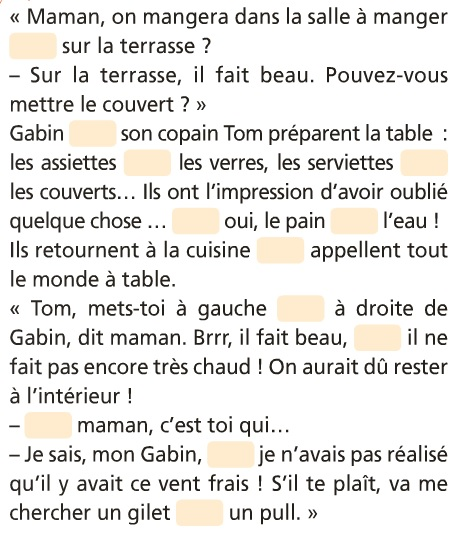 « Maman, on mangera dans la salle à manger
sur la terrasse ?
– Sur la terrasse, il fait beau. Pouvez-vous
mettre le couvert ? »
Gabin son copain Tom préparent la table :
les assiettes les verres, les serviettes
les couverts... Ils ont l'impression d'avoir oublié
quelque chose ... oui, le pain l'eau !
Ils retournent à la cuisine appellent tout
le monde à table.
« Tom, mets-toi à gauche à droite de
Gabin, dit maman. Brrr, il fait beau, il ne
fait pas encore très chaud ! On aurait dû rester
à l'intérieur !
– maman, c'est toi qui...
– Je sais, mon Gabin, je n'avais pas réalisé
qu'il y avait ce vent frais ! S'il te plaît, va me
chercher un gilet un pull. »